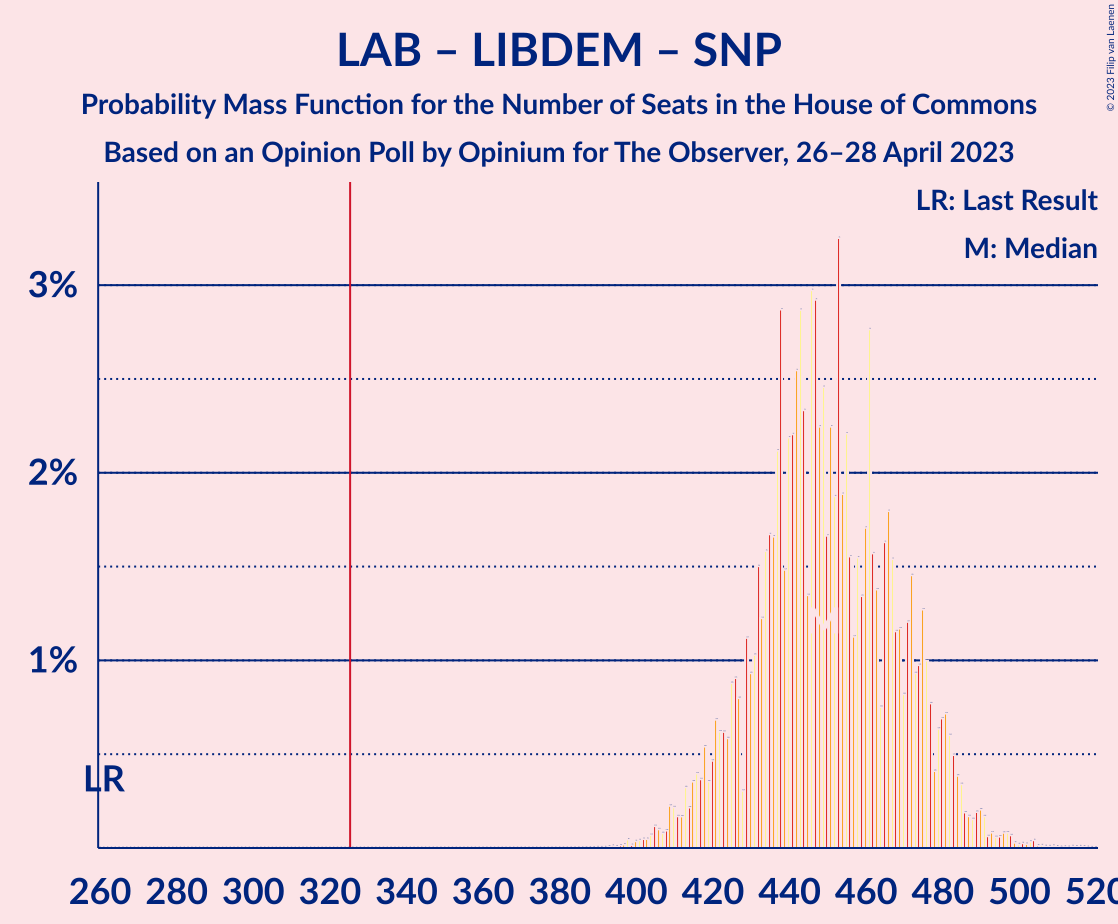 LAB – LIBDEM – SNP
Probability Mass Function for the Number of Seats in the House of Commons
Based on an Opinion Poll by Opinium for The Observer, 26–28 April 2023
© 2023 Filip van Laenen
LR: Last Result
M: Median
3%
2%
1%
LR
260 280 300 320 340 360 380 400 420 440 460 480 500 520